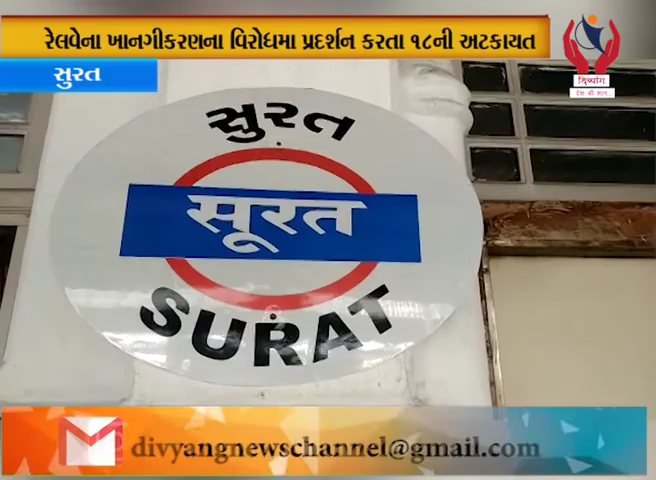 રેલવેના ખાનગીકરણના વિરોધમા પ્રદર્શન કરતા ૧૮ની અટકાયત
સુરત
दिव्यांग
देश की शान..
સુરત
सूरत
SURAT
divyangnewschannel@gmail.com